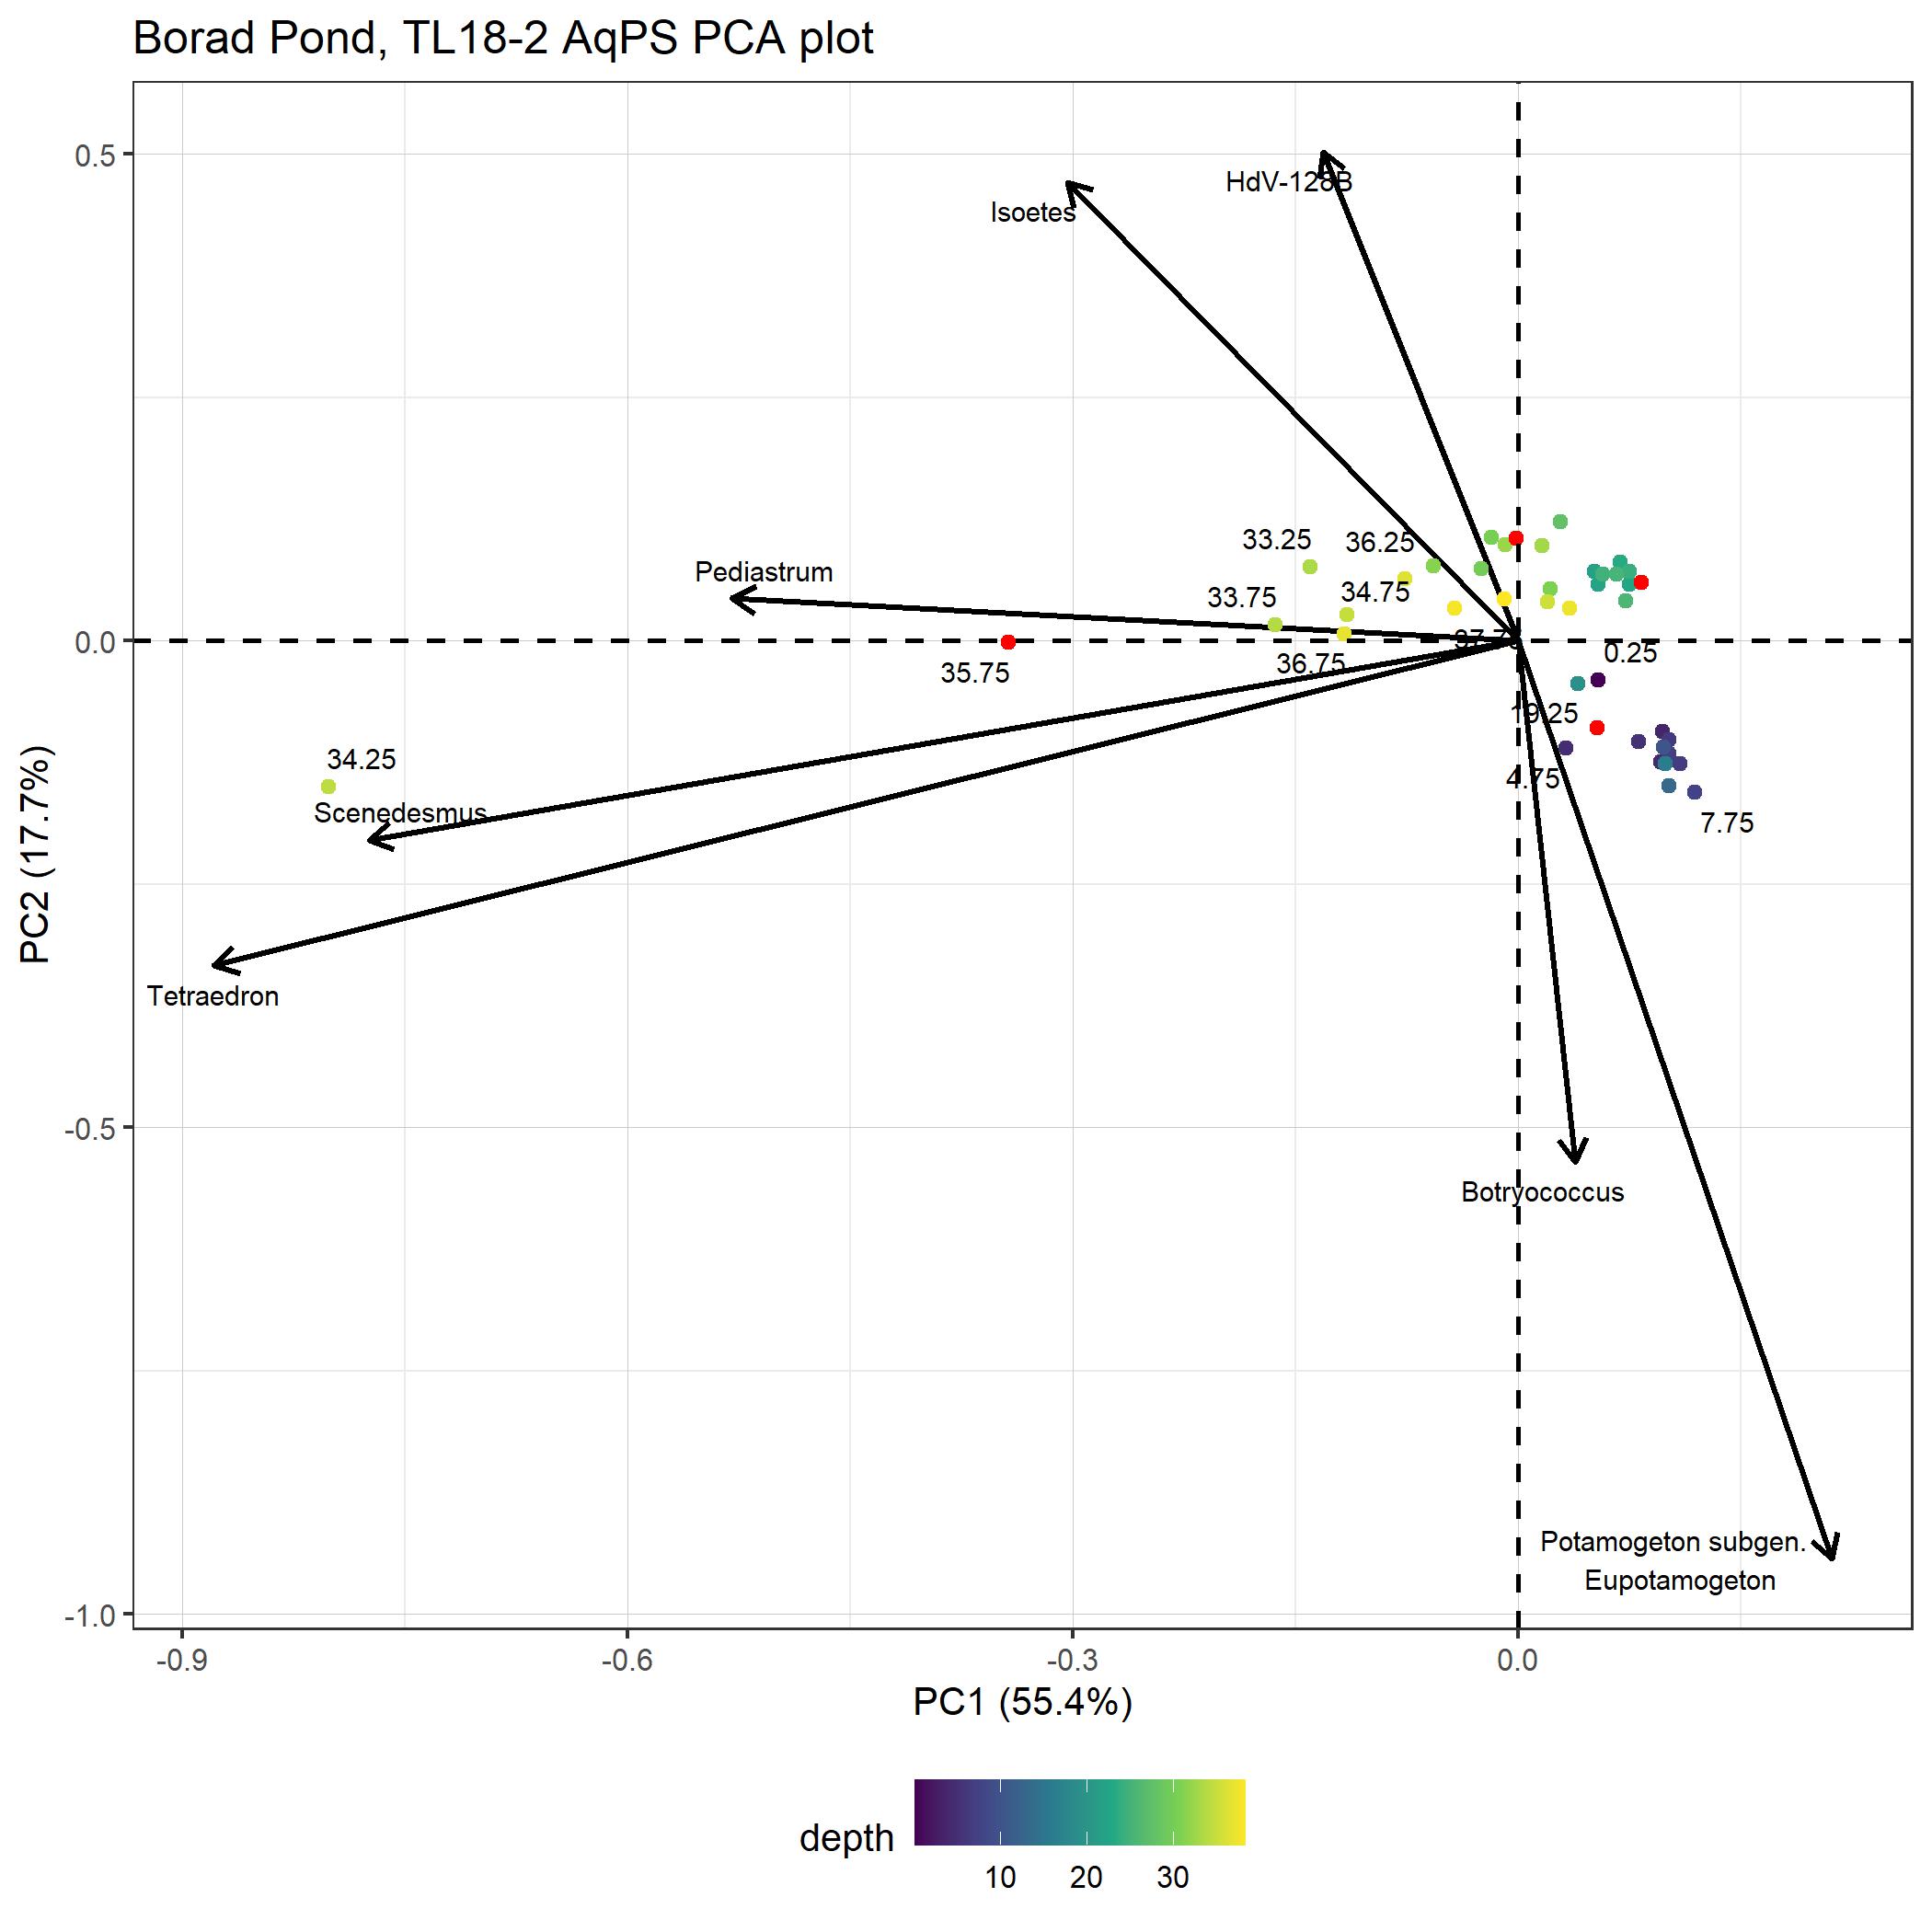 Borad Pond, TL18-2 AqPS PCA plot
0.5
HdV-128B
Isoetes
33.25
36.25
Pediastrum
33.75
34.75
0.0
0.25
36.75
35.75
19.25
34.25
4.75
Scenedesmus
7.75
PC2 (17.7%)
Tetraedron
-0.5
Botryococcus
Potamogeton subgen.
Eupotamogeton
-1.0
-0.9
-0.6
-0.3
0.0
PC1 (55.4%)
depth
10
20
30